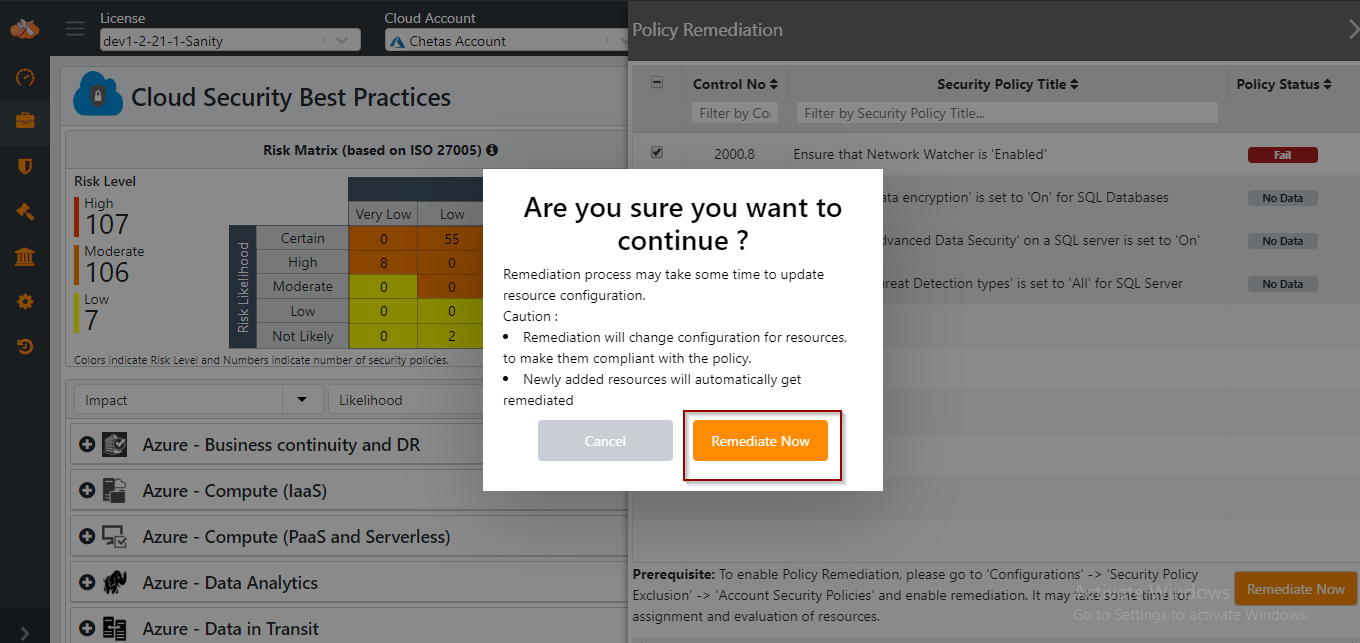 License
dev1-2-21-1-Sanity
Cloud Account
Chetas Account
Policy Remediation
Cloud Security Best Practices
Risk Matrix (based on ISO 27005)
Risk Level
High
107
Moderate
106
Low
7
Very Low Low
Risk Likelihood
Certain 0 55
High 8 0
Moderate 0 0
Low 0 0
Not Likely 0 2
Colors indicate Risk Level and Numbers indicate number of security policies.
Impact
Likelihood
Azure - Business continuity and DR
Azure - Compute (IaaS)
Azure - Compute (PaaS and Serverless)
Azure - Data Analytics
Azure - Data in Transit
Control No Security Policy Title Policy Status
Filter by Co Filter by Security Policy Title...
2000.8 Ensure that Network Watcher is 'Enabled' Fail
encryption' is set to 'On' for SQL Databases No Data
Data Security' on a SQL server is set to 'On' No Data
Detection types' is set to 'All' for SQL Server No Data
Are you sure you want to
continue ?
Remediation process may take some time to update
resource configuration.
Caution :
• Remediation will change configuration for resources,
to make them compliant with the policy.
• Newly added resources will automatically get
remediated
Cancel
Remediate Now
Prerequisite: To enable Policy Remediation, please go to 'Configurations' -> 'Security Policy
Exclusion' -> 'Account Security Policies' and enable remediation. It may take some time for
assignment and evaluation of resources.
Remediate Now
Activate Windows
Go to Settings to activate Windows.